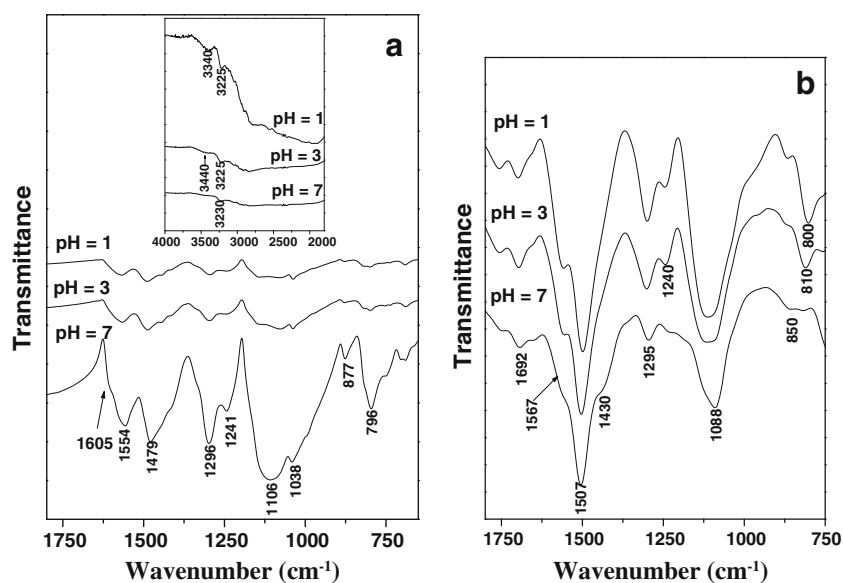 a
3340
3225
pH = 1
pH = 3
3440
3225
pH = 7
3230
4000 3500 3000 2500 2000
pH = 1
pH = 3
pH = 7
1605
1554
1479
1296
1241
1106
1038
877
796
Transmittance
1750 1500 1250 1000 750
Wavenumber (cm-1)
b
pH = 1
pH = 3
pH = 7
1692
1567
1507
1430
1295
1240
1088
850
810
800
Transmittance
1750 1500 1250 1000 750
Wavenumber (cm-1)